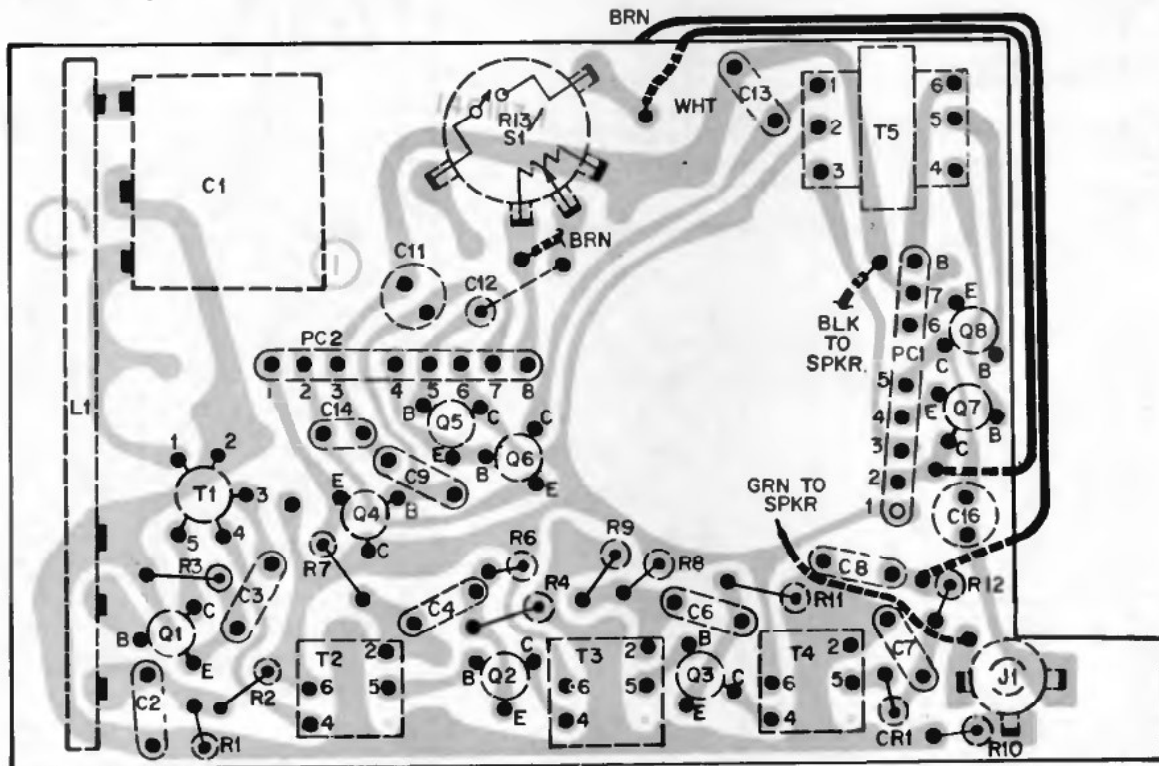 BRN
WHT
C13
1
2
3
T5
6
5
4
R13
S1
C1
BRN
C11
C12
L1
PC2
1
2
3
4
5
6
7
8
C14
B
Q5
C
E
B
Q6
C
E
C9
E
Q4
B
C
BLK
TO
SPKR.
8
7
6
PC1
5
4
3
2
1
E
Q8
C
B
E
Q7
B
C
C16
GRN TO
SPKR
1
2
T1
3
5
4
R3
C3
R7
R6
R4
C4
R9
R8
C6
R11
C8
R12
C
Q1
B
E
C2
R2
R1
T2
2
6
5
4
B
Q2
C
E
T3
2
6
5
4
B
Q3
C
E
T4
2
6
5
4
C7
CR1
J1
R10